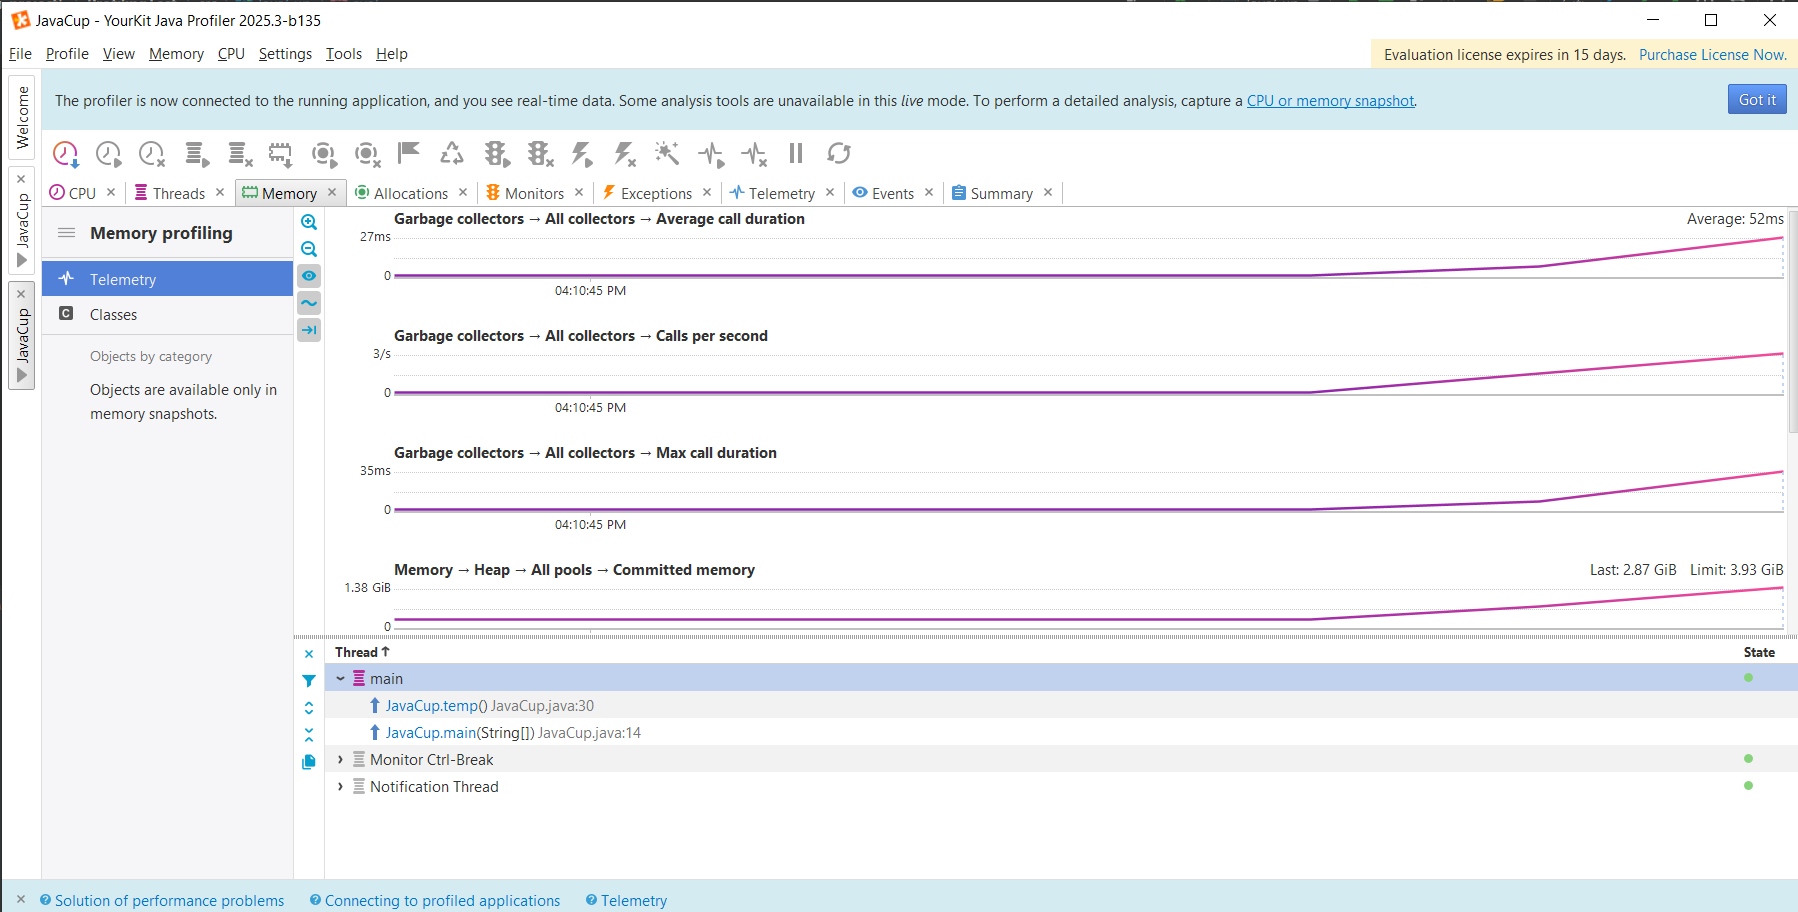 JavaCup - YourKit Java Profiler 2025.3-b135
File Profile View Memory CPU Settings Tools Help
Evaluation license expires in 15 days. Purchase License Now.
Welcome
JavaCup
JavaCup
The profiler is now connected to the running application, and you see real-time data. Some analysis tools are unavailable in this live mode. To perform a detailed analysis, capture a CPU or memory snapshot.
Got it
CPU Threads Memory Allocations Monitors Exceptions Telemetry Events Summary
Memory profiling
Telemetry
Classes
Objects by category
Objects are available only in
memory snapshots.
Garbage collectors → All collectors → Average call duration
Average: 52ms
27ms
0
04:10:45 PM
Garbage collectors → All collectors → Calls per second
3/s
0
04:10:45 PM
Garbage collectors → All collectors → Max call duration
35ms
0
04:10:45 PM
Memory → Heap → All pools → Committed memory
Last: 2.87 GiB Limit: 3.93 GiB
1.38 GiB
0
Thread ↑ State
main
JavaCup.temp() JavaCup.java:30
JavaCup.main(String[]) JavaCup.java:14
Monitor Ctrl-Break
Notification Thread
Solution of performance problems Connecting to profiled applications Telemetry